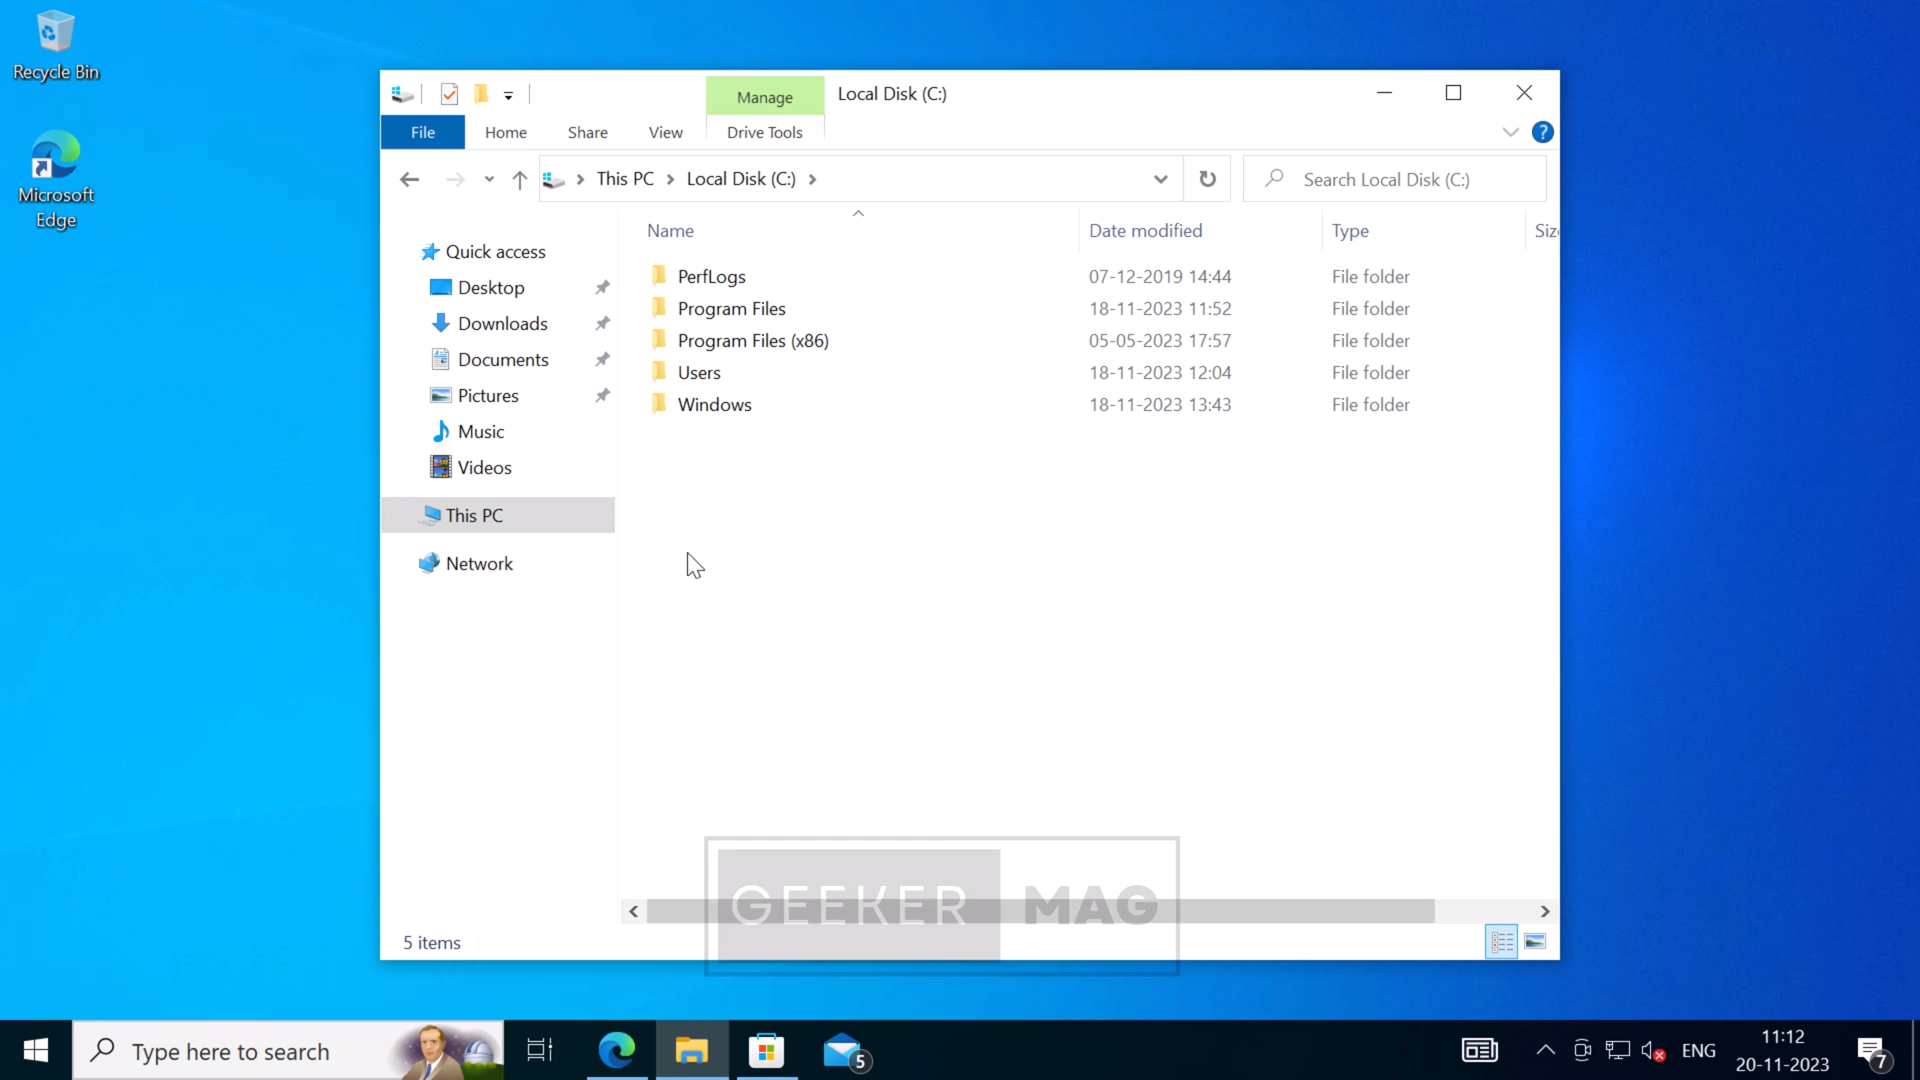 Recycle Bin
Microsoft
Edge
Manage
Local Disk (C:)
File
Home
Share
View
Drive Tools
This PC
Local Disk (C:)
Search Local Disk (C:)
Name
Date modified
Type
Siz
Quick access
Desktop
Downloads
Documents
Pictures
Music
Videos
This PC
Network
PerfLogs
07-12-2019 14:44
File folder
Program Files
18-11-2023 11:52
File folder
Program Files (x86)
05-05-2023 17:57
File folder
Users
18-11-2023 12:04
File folder
Windows
18-11-2023 13:43
File folder
GEEKER MAG
5 items
Type here to search
5
ENG
11:12
20-11-2023
7